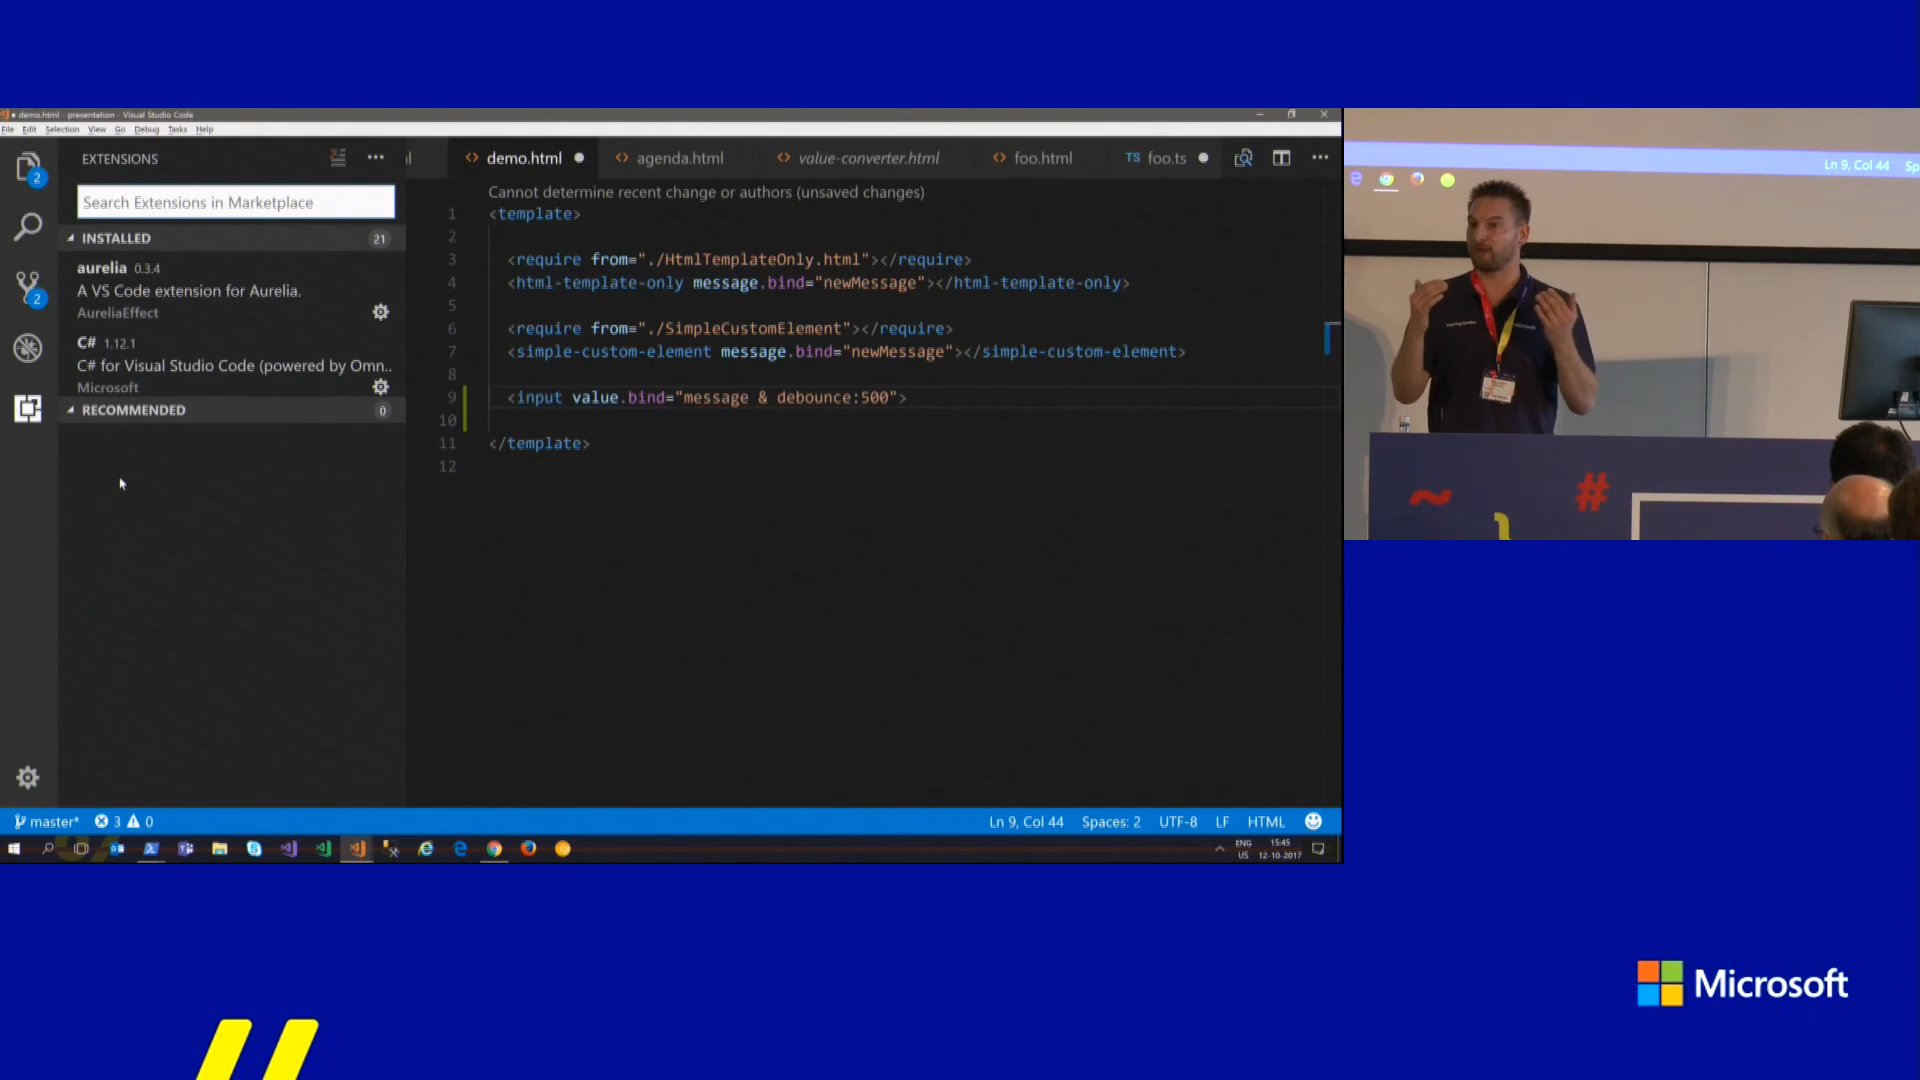 demo.html - presentation - Visual Studio Code
File Edit Selection View Go Debug Tasks Help
EXTENSIONS
demo.html
agenda.html
value-converter.html
foo.html
TS foo.ts
Search Extensions in Marketplace
INSTALLED 21
aurelia 0.3.4
A VS Code extension for Aurelia.
AureliaEffect
C# 1.12.1
C# for Visual Studio Code (powered by Omn..
Microsoft
RECOMMENDED 0
2
2
Cannot determine recent change or authors (unsaved changes)
1 <template>
2
3 <require from="./HtmlTemplateOnly.html"></require>
4 <html-template-only message.bind="newMessage"></html-template-only>
5
6 <require from="./SimpleCustomElement"></require>
7 <simple-custom-element message.bind="newMessage"></simple-custom-element>
8
9 <input value.bind="message & debounce:500">
10
11 </template>
12
master* 3 0
Ln 9, Col 44 Spaces: 2 UTF-8 LF HTML
ENG
US
15:45
12-10-2017
Ln 9, Col 44 Sp
~ } #
Microsoft